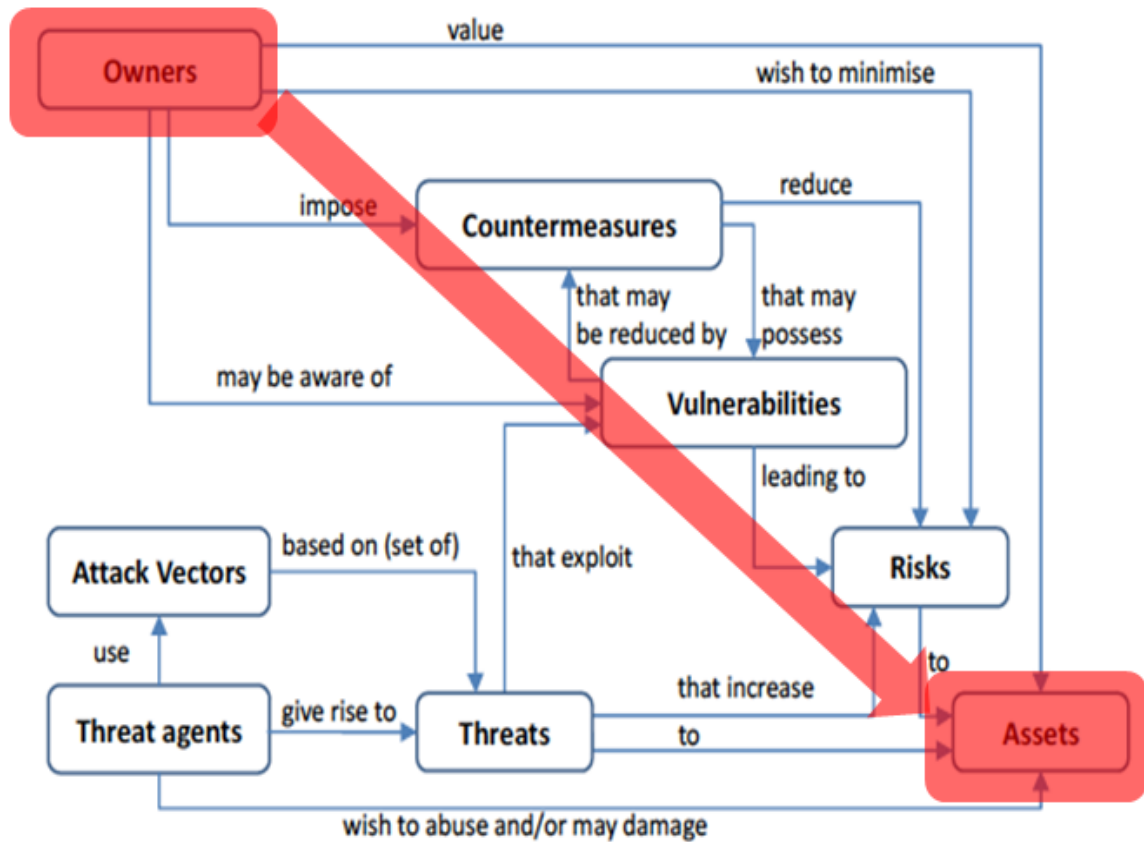 value
Owners
wish to minimise
reduce
impose
Countermeasures
that may
be reduced by
that may
possess
may be aware of
Vulnerabilities
leading to
based on (set of)
that exploit
Attack Vectors
Risks
use
to
that increase
give rise to
Threat agents
Threats
to
Assets
wish to abuse and/or may damage